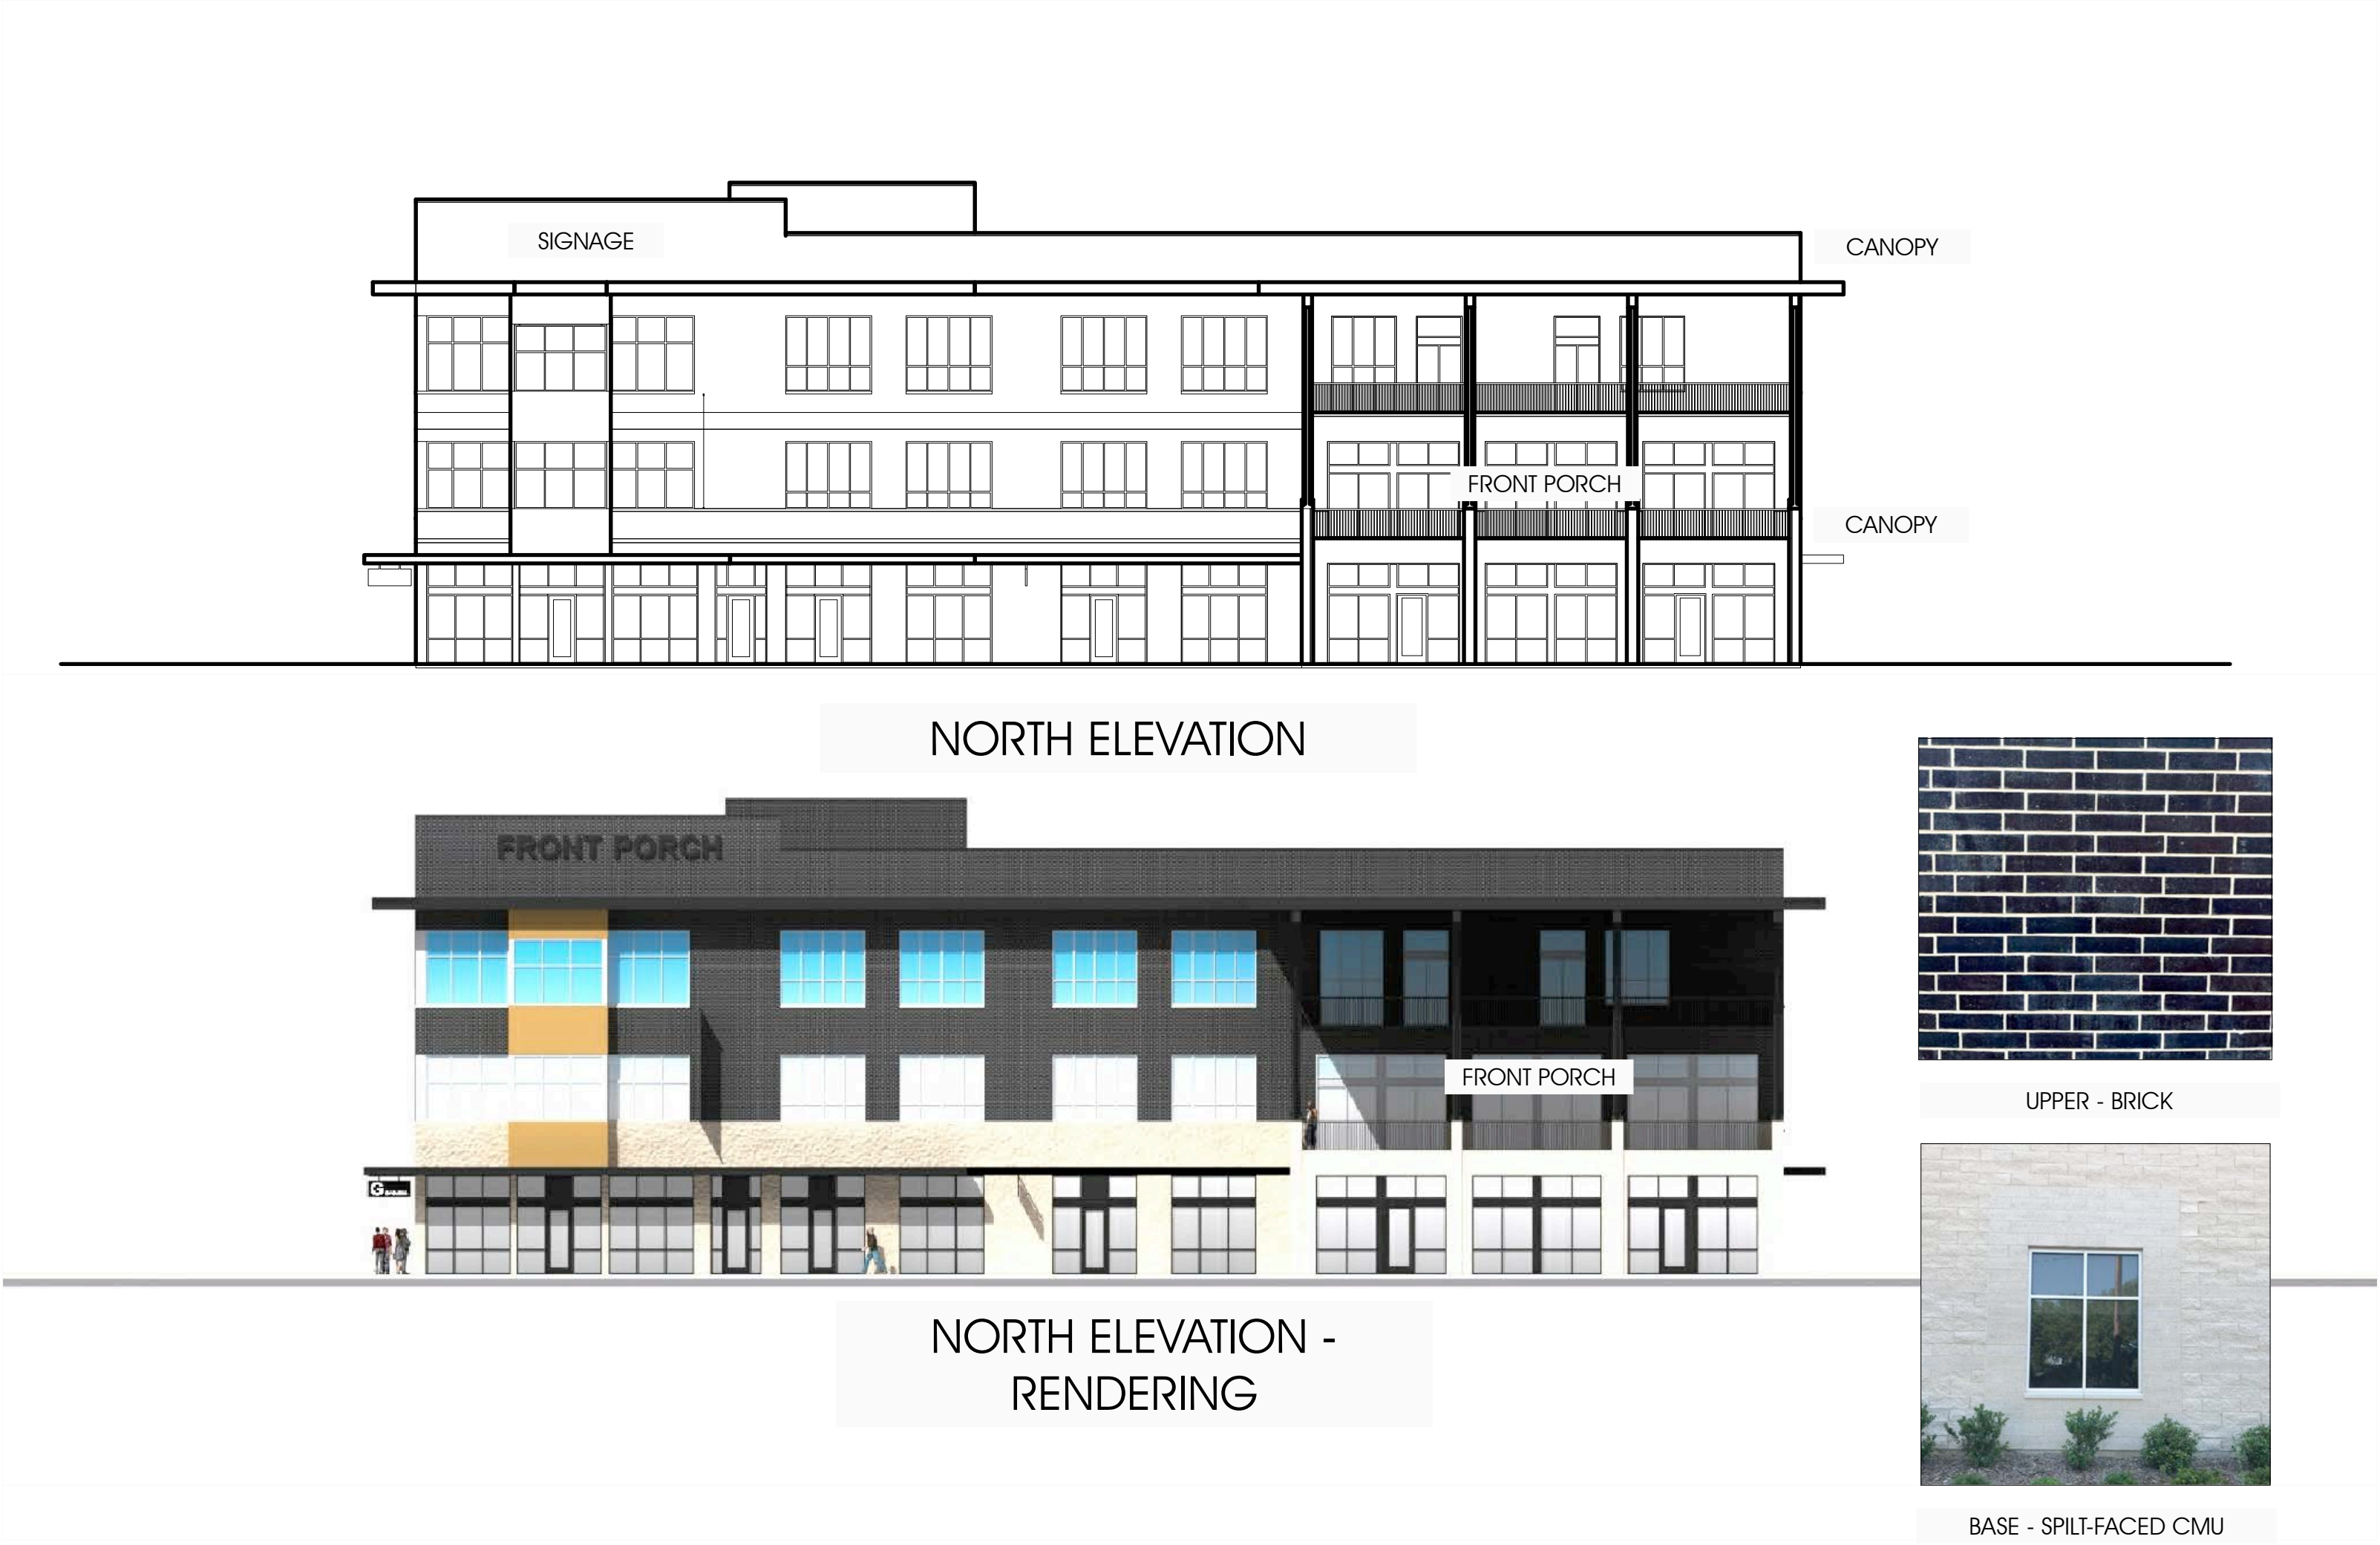 SIGNAGE
CANOPY
FRONT PORCH
CANOPY
NORTH ELEVATION
FRONT PORCH
FRONT PORCH
UPPER - BRICK
NORTH ELEVATION -
RENDERING
BASE - SPILT-FACED CMU